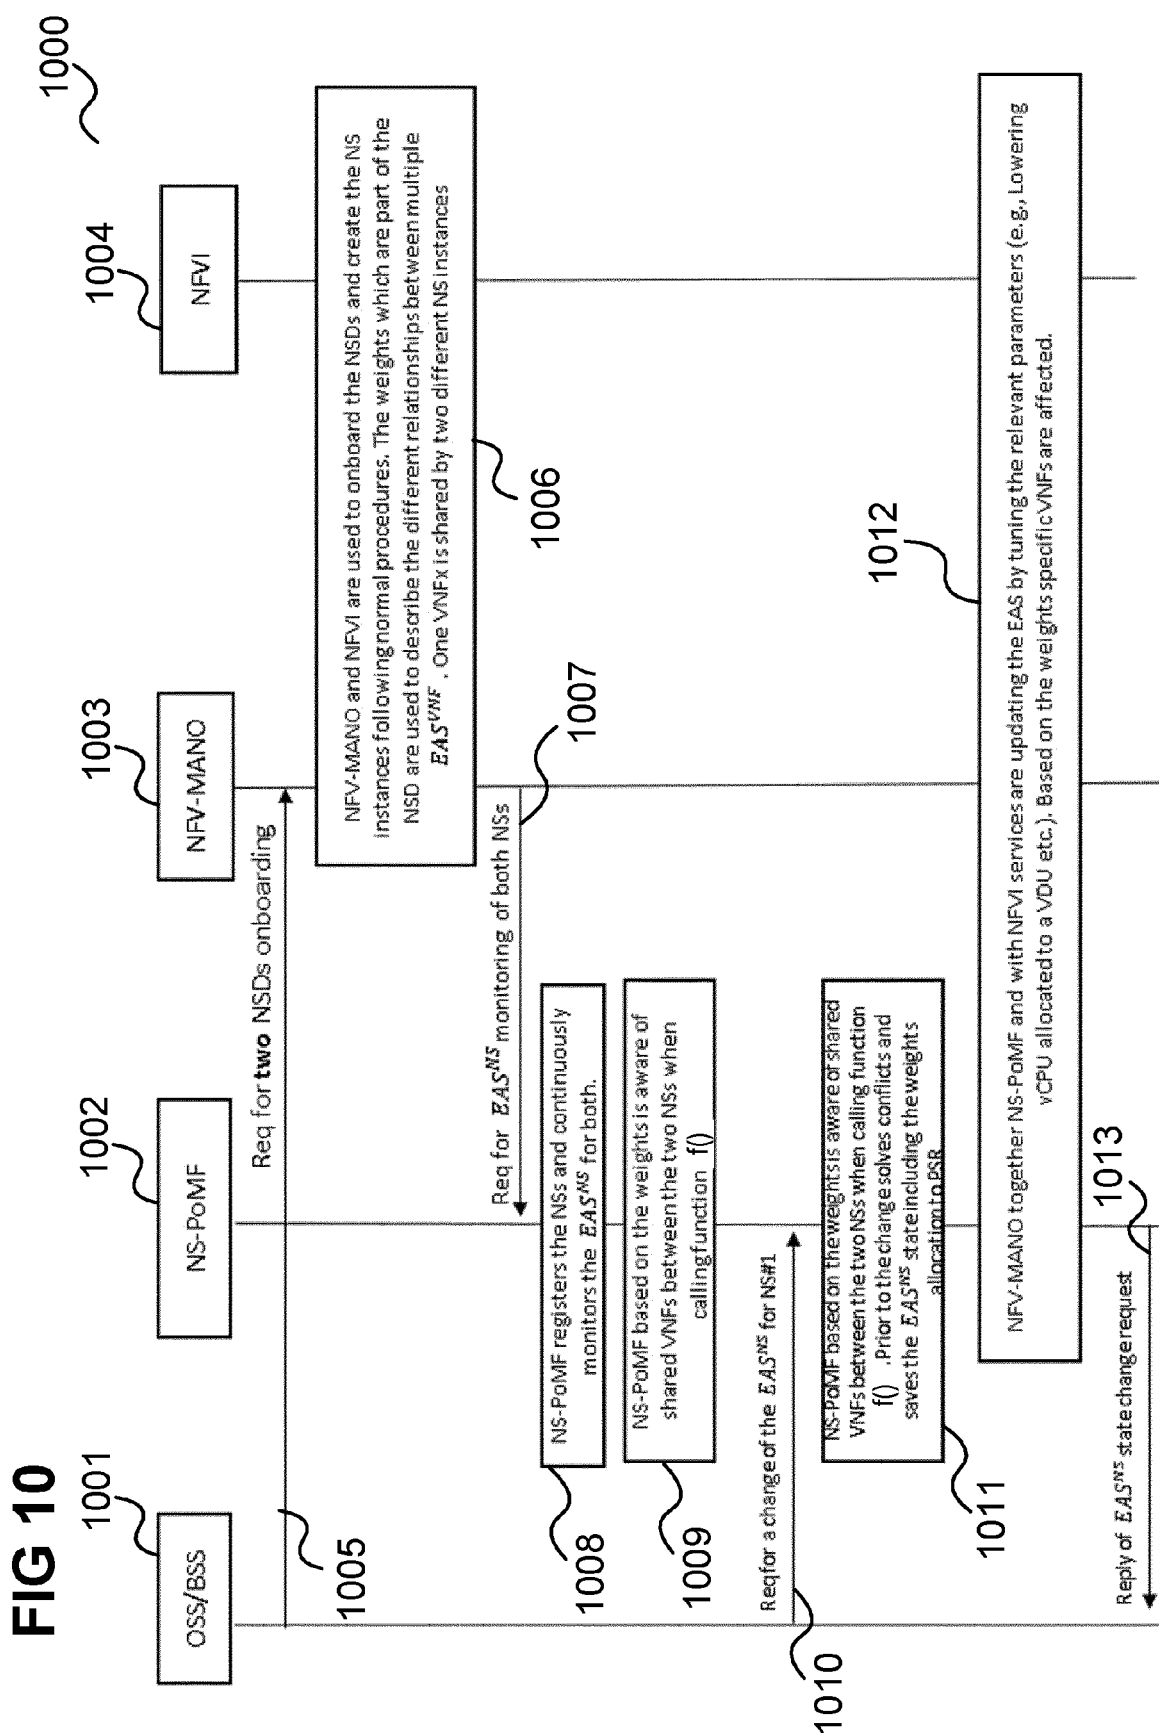 FIG 10
1000
1001
OSS/BSS
1002
NS-PoMF
1003
NFV-MANO
1004
NFVI
Req for two NSDs onboarding
1005
NFV-MANO and NFVI are used to onboard the NSDs and create the NS
instances following normal procedures. The weights which are part of the
NSD are used to describe the different relationships between multiple
EAS^VNF . One VNFx is shared by two different NS instances
1006
Req for EAS^NS monitoring of both NSs
1007
NS-PoMF registers the NSs and continuously
monitors the EAS^NS for both.
1008
NS-PoMF based on the weights is aware of
shared VNFs between the two NSs when
calling function f()
1009
Req for a change of the EAS^NS for NS#1
1010
NS-PoMF based on the weights is aware of shared
VNFs between the two NSs when calling function
f() . Prior to the change solves conflicts and
saves the EAS^NS state including the weights
allocation to PSR
1011
1012
NFV-MANO together NS-PoMF and with NFVI services are updating the EAS by tuning the relevant parameters (e.g., Lowering
vCPU allocated to a VDU etc.). Based on the weights specific VNFs are affected.
1013
Reply of EAS^NS state change request